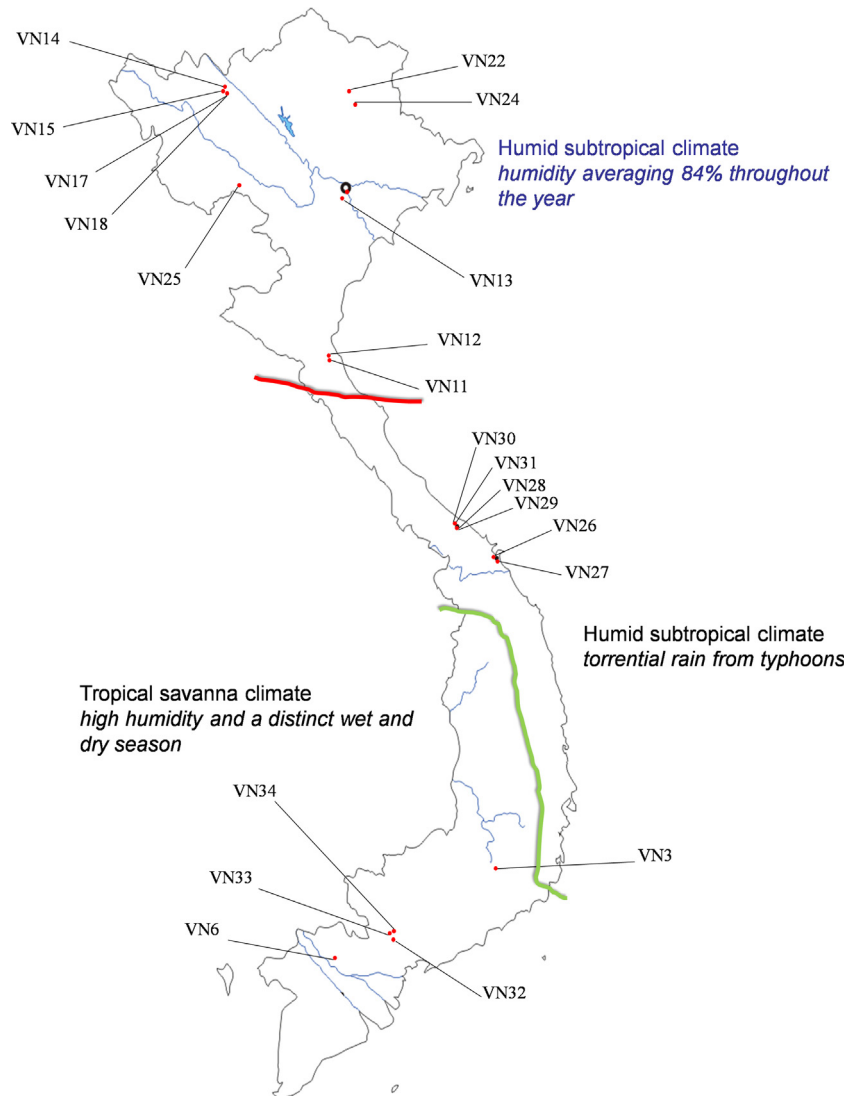 VN14
VN22
VN24
VN15
Humid subtropical climate
humidity averaging 84% throughout
the year
VN17
VN18
VN25
VN13
VN12
VN11
VN30
VN31
VN28
VN29
VN26
VN27
Humid subtropical climate
torrential rain from typhoons
Tropical savanna climate
high humidity and a distinct wet and
dry season
VN34
VN3
VN33
VN6
VN32